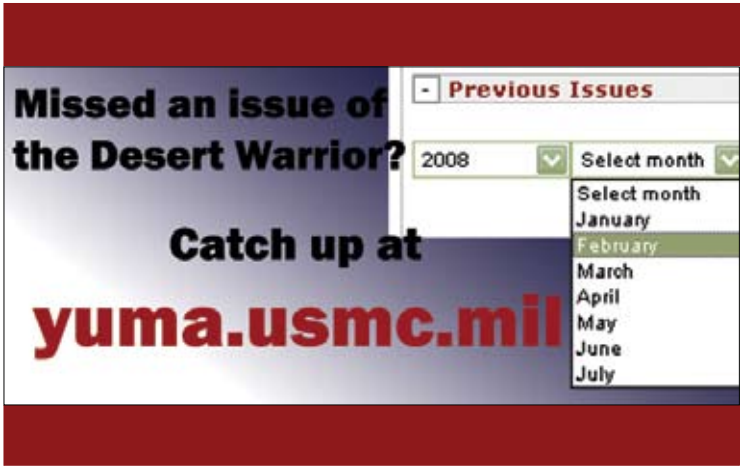 Missed an issue of
the Desert Warrior?
Catch up at
yuma.usmc.mil
- Previous Issues
2008 Select month
Select month
January
February
March
April
May
June
July